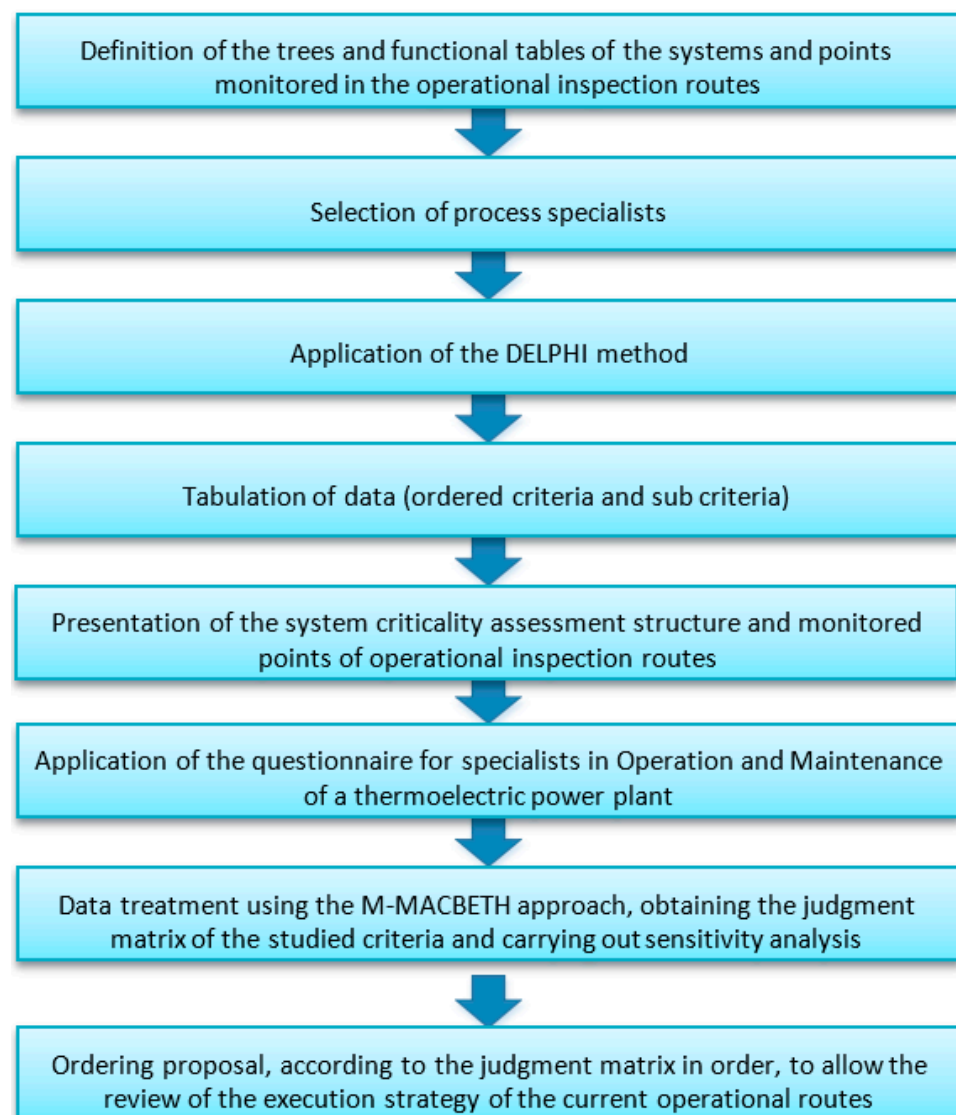 Definition of the trees and functional tables of the systems and points
monitored in the operational inspection routes
Selection of process specialists
Application of the DELPHI method
Tabulation of data (ordered criteria and sub criteria)
Presentation of the system criticality assessment structure and monitored
points of operational inspection routes
Application of the questionnaire for specialists in Operation and Maintenance
of a thermoelectric power plant
Data treatment using the M-MACBETH approach, obtaining the judgment
matrix of the studied criteria and carrying out sensitivity analysis
Ordering proposal, according to the judgment matrix in order, to allow the
review of the execution strategy of the current operational routes